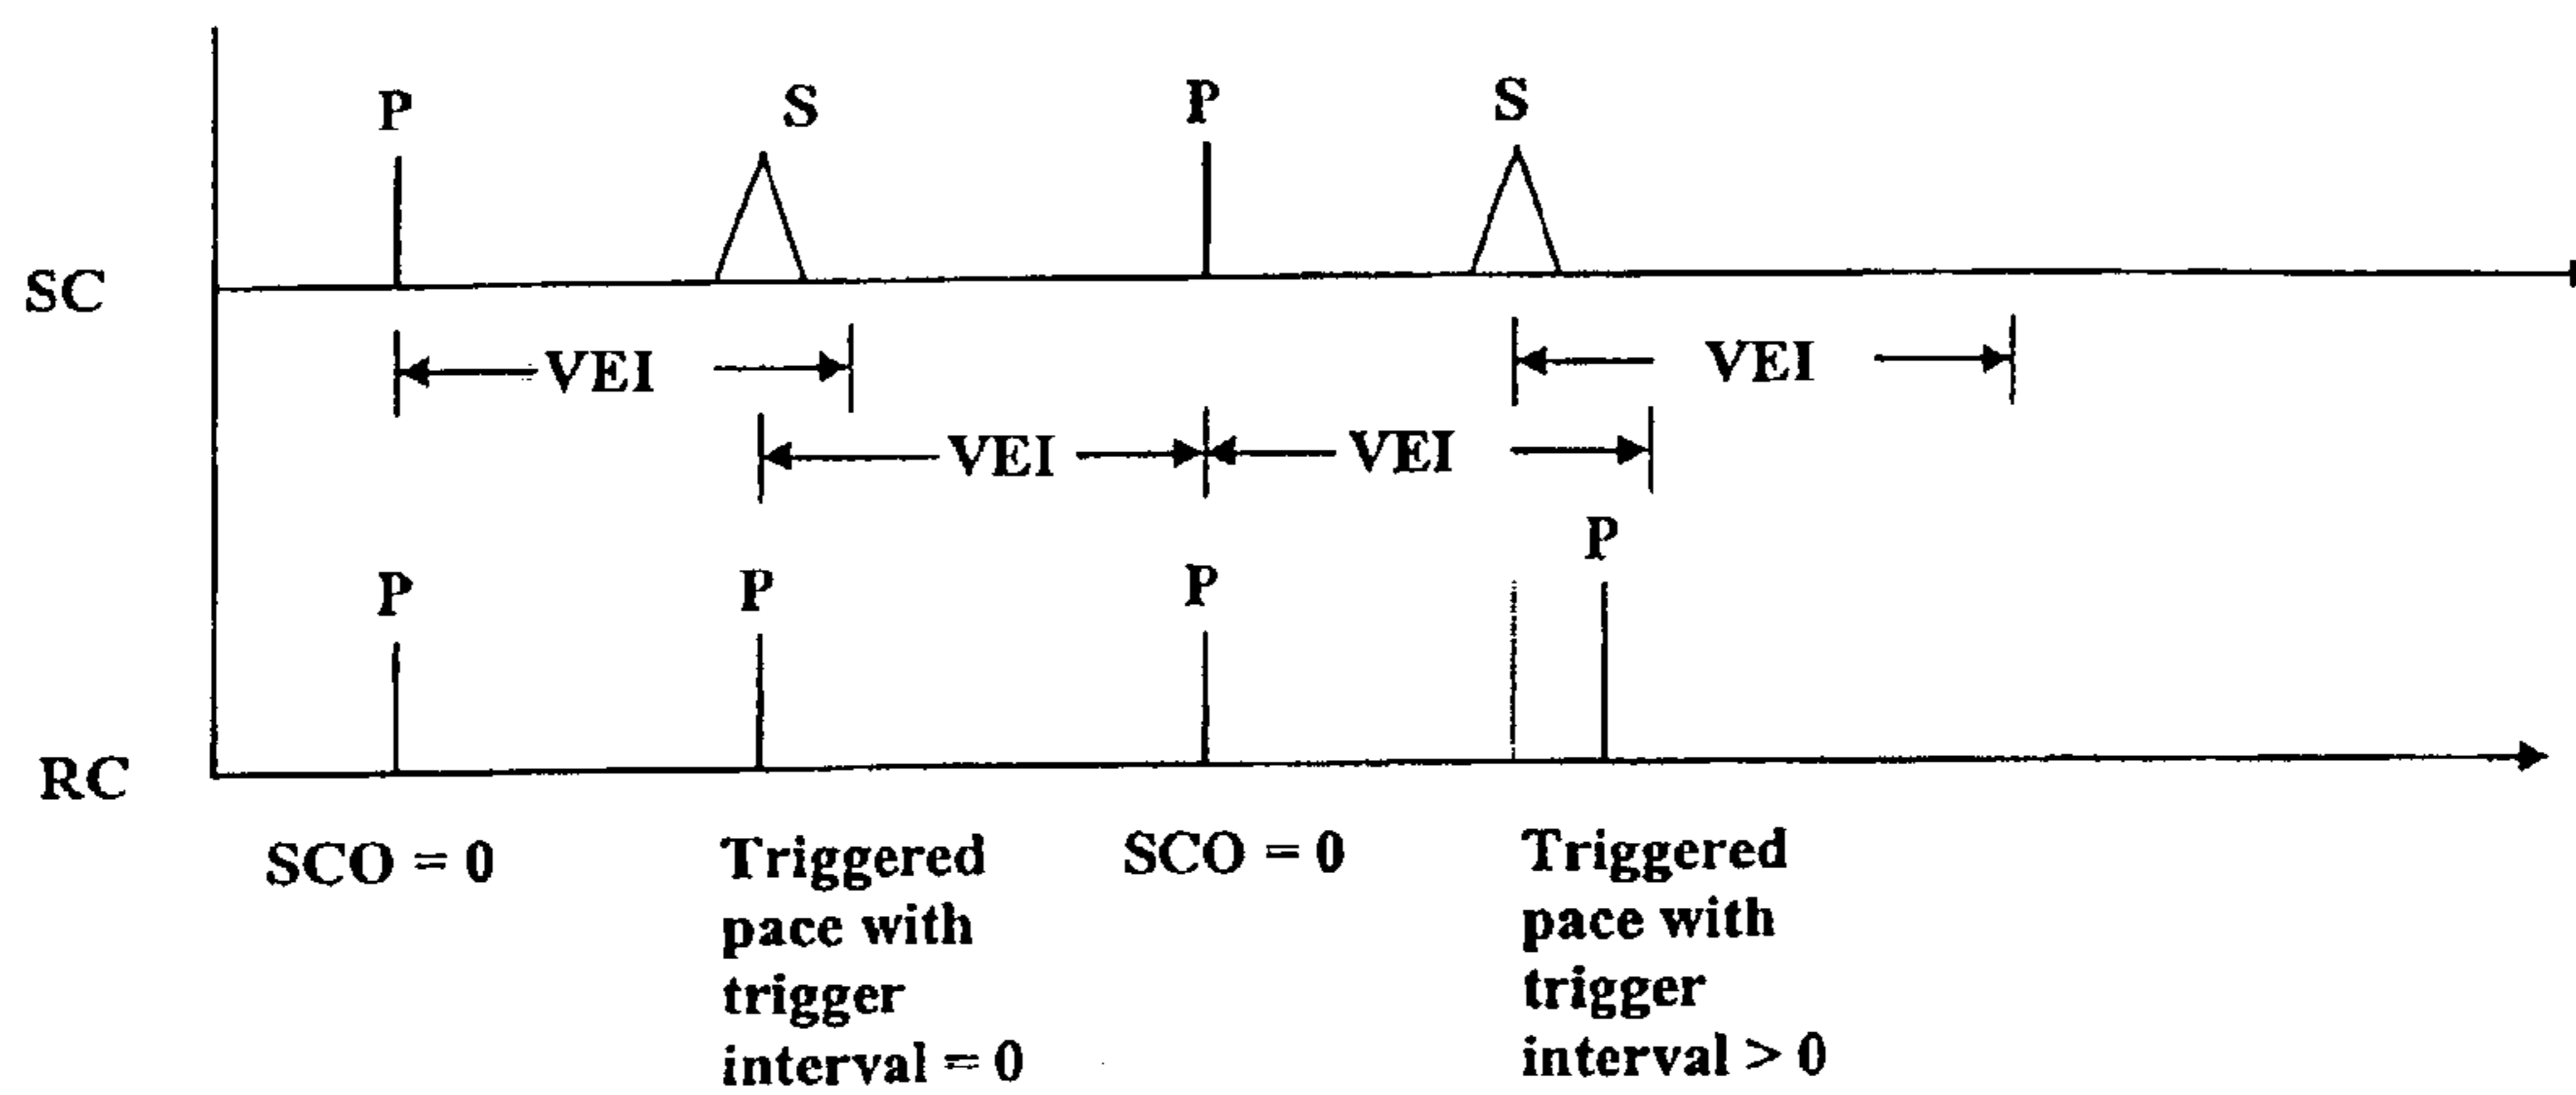 P
S
P
S
SC
VEI
VEI
VEI
VEI
P
P
P
P
RC
SCO = 0
Triggered
pace with
trigger
interval = 0
SCO = 0
Triggered
pace with
trigger
interval > 0